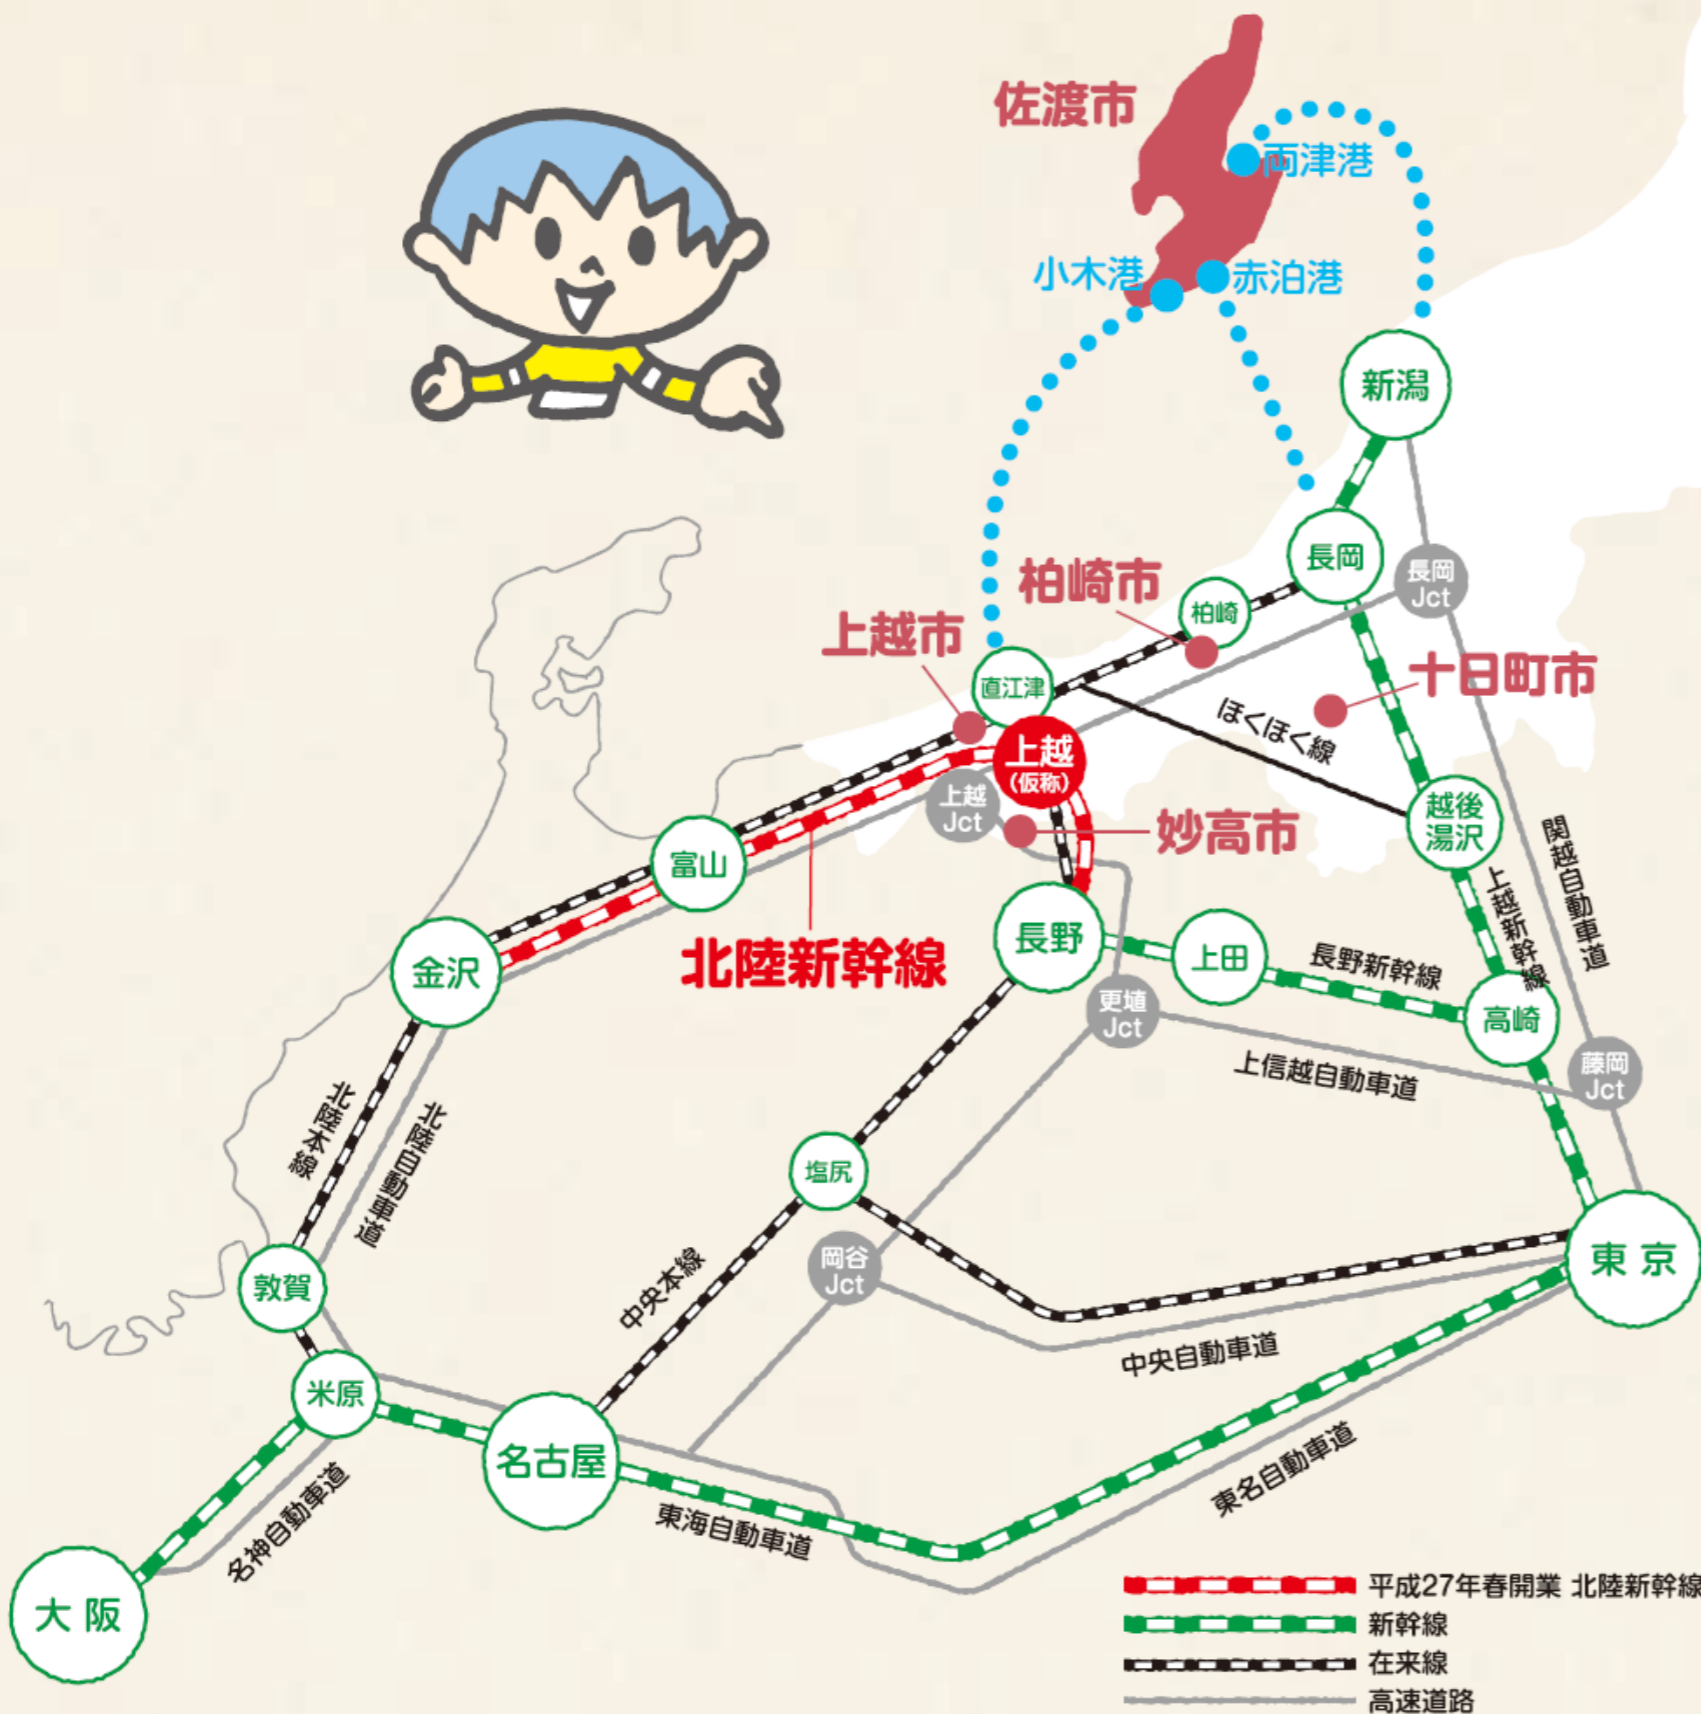 佐渡市
両津港
小木港
赤泊港
新潟
長岡
長岡
Jct
柏崎市
柏崎
上越市
直江津
十日町市
ほくほく線
上越
(仮称)
上越
Jct
妙高市
越後
湯沢
関越自動車道
上越新幹線
富山
北陸新幹線
金沢
長野
上田
長野新幹線
高崎
更埴
Jct
上信越自動車道
藤岡
Jct
北陸本線
北陸自動車道
塩尻
岡谷
Jct
中央本線
東京
中央自動車道
敦賀
米原
名古屋
東海自動車道
東名自動車道
名神自動車道
大阪
平成27年春開業 北陸新幹線
新幹線
在来線
高速道路